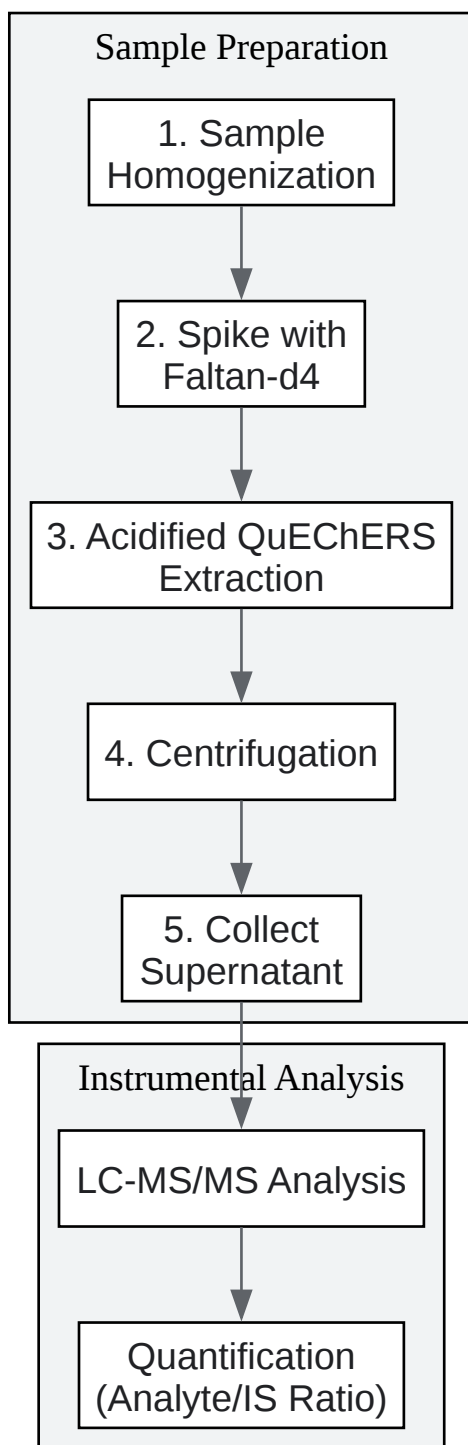 Sample Preparation
1. Sample
Homogenization
2. Spike with
Faltan-d4
3. Acidified QuEChERS
Extraction
4. Centrifugation
5. Collect
Supernatant
Instrumental Analysis
LC-MS/MS Analysis
Quantification
(Analyte/IS Ratio)